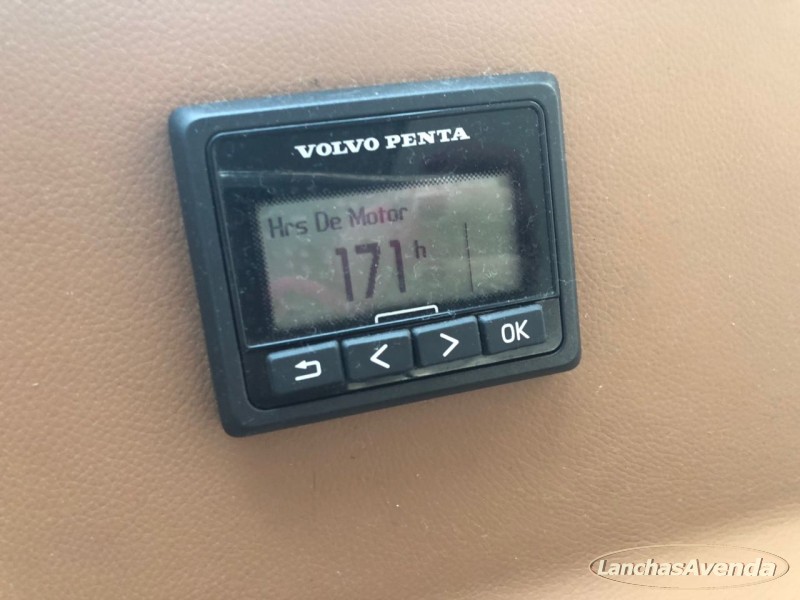 VOLVO PENTA
Hrs De Motor
171 h
< > OK
LanchasAvenda